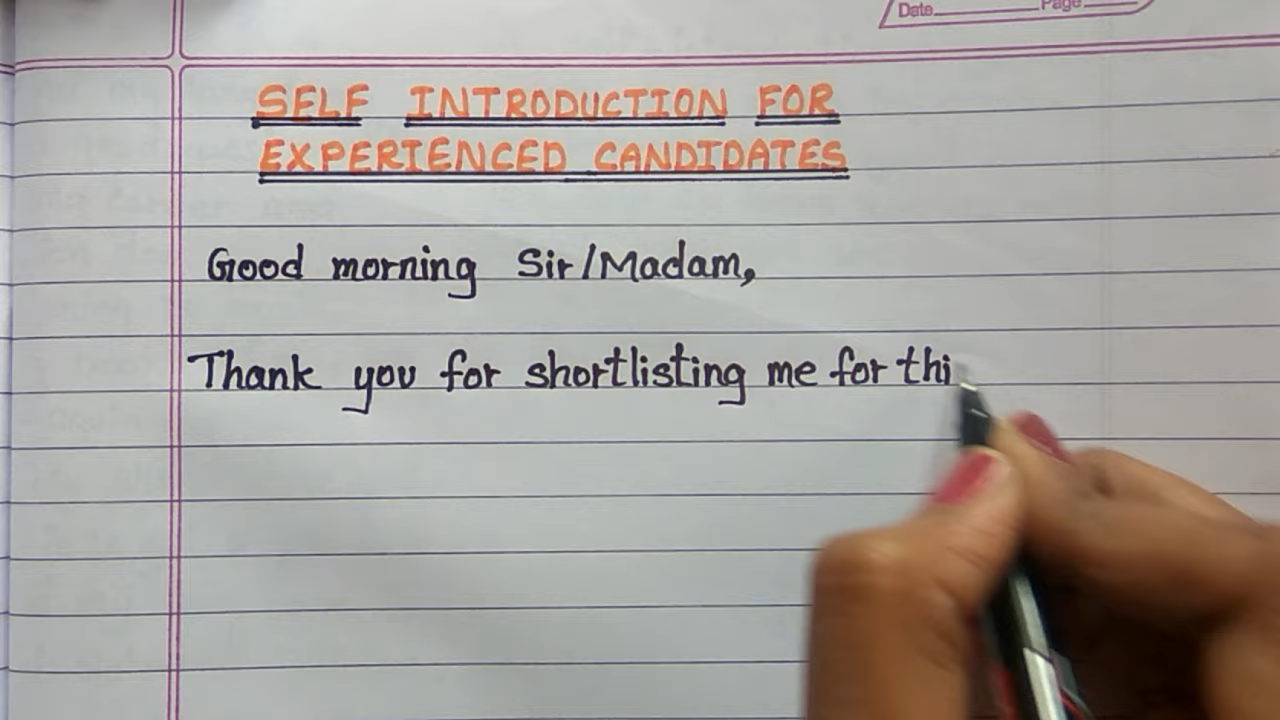 Date Page
SELF INTRODUCTION FOR
EXPERIENCED CANDIDATES
Good morning Sir/Madam,
Thank you for shortlisting me for thi